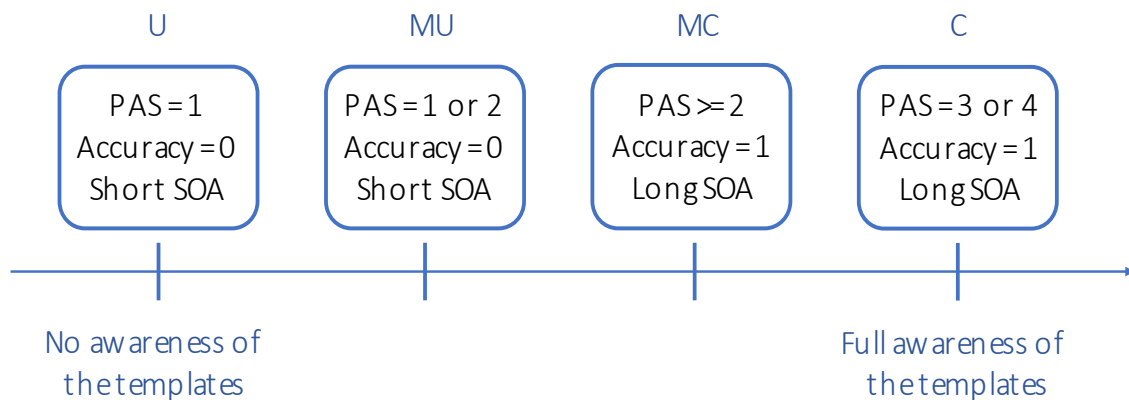 U
MU
MC
C
PAS=1
Accuracy=0
Short SOA
PAS=1 or 2
Accuracy=0
Short SOA
PAS>=2
Accuracy=1
Long SOA
PAS=3 or 4
Accuracy=1
Long SOA
No awareness of
the templates
Full awareness of
the templates